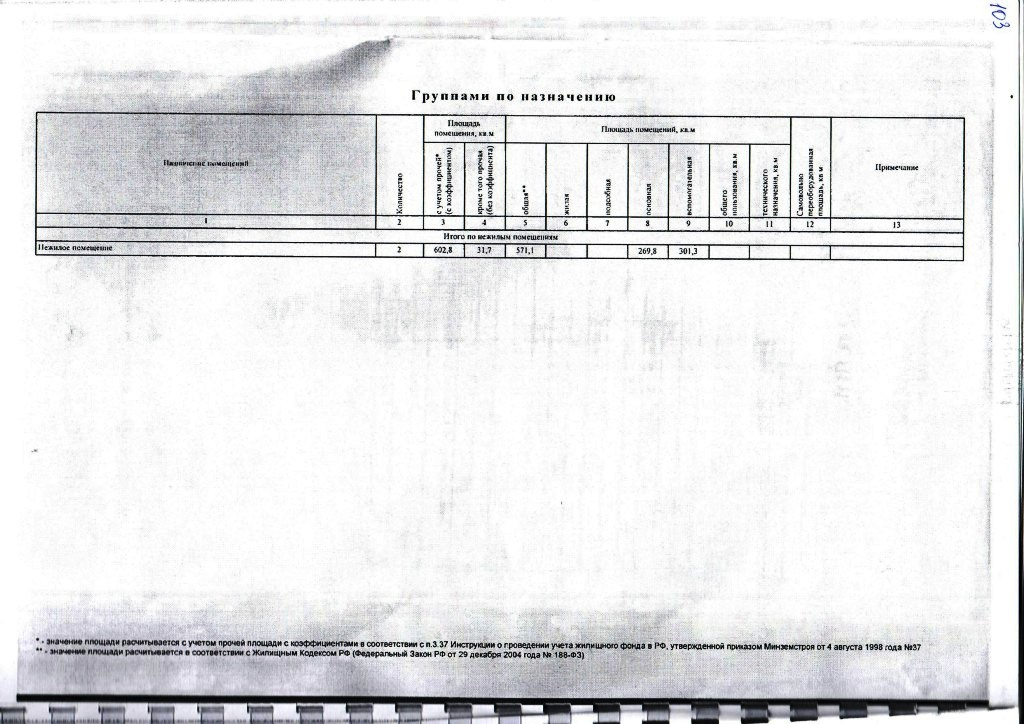 103
Группами по назначению
Назначение помещений
Количество
Площадь
помещения, кв.м
с учетом прочей*
(с коэффициентом)
кроме того прочая
(без коэффициента)
Площадь помещений, кв.м
общая**
жилая
подсобная
основная
вспомогательная
общего
пользования, кв.м
технического
назначения, кв.м
Самовольно
переоборудованная
площадь, кв м
Примечание
1 2 3 4 5 6 7 8 9 10 11 12 13
Итого по нежилым помещениям
Нежилое помещение 2 602,8 31,7 571,1 269,8 301,3
* - значение площади расчитывается с учетом прочей площади с коэффициентами в соответствии с п.3.37 Инструкции о проведении учета жилищного фонда в РФ, утвержденной приказом Минземстроя от 4 августа 1998 года №37
** - значение площади расчитывается в соответствии с Жилищным Кодексом РФ (Федеральный Закон РФ от 29 декабря 2004 года № 188-ФЗ)